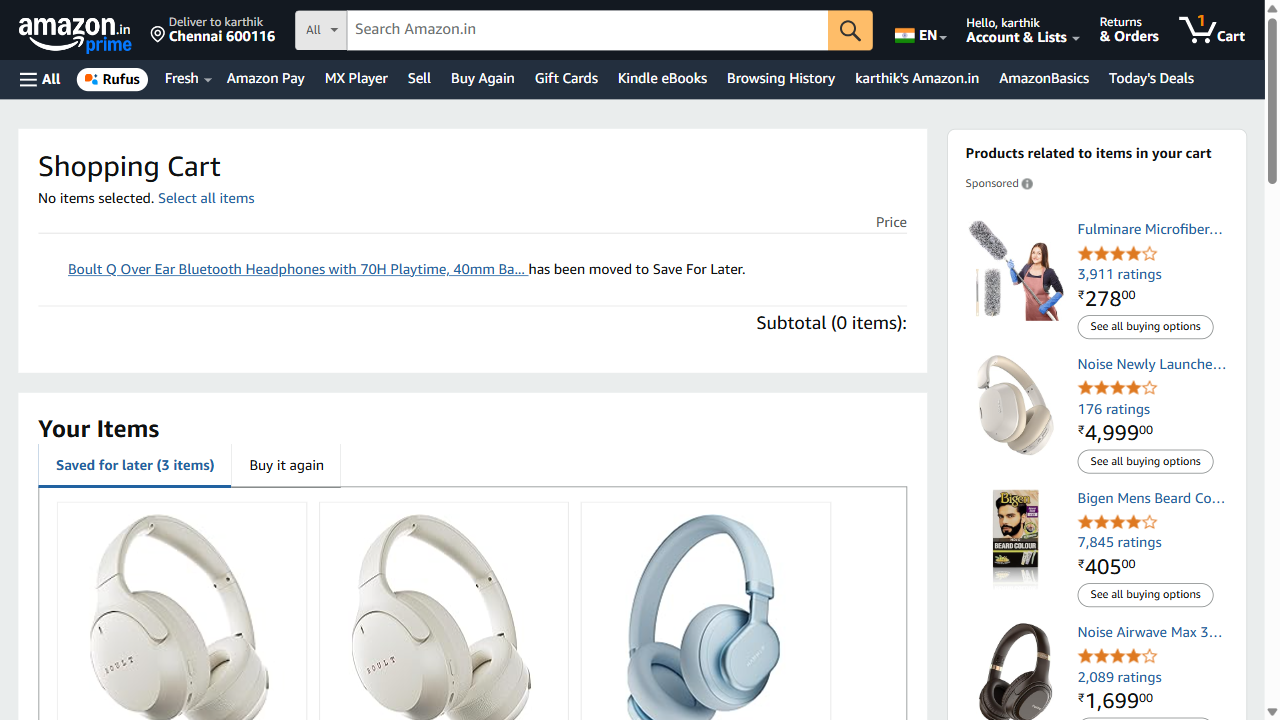 amazon.in
prime
Deliver to karthik
Chennai 600116
All
Search Amazon.in
EN
Hello, karthik
Account & Lists
Returns
& Orders
1
Cart
All
Rufus
Fresh
Amazon Pay
MX Player
Sell
Buy Again
Gift Cards
Kindle eBooks
Browsing History
karthik's Amazon.in
AmazonBasics
Today's Deals
Shopping Cart
No items selected. Select all items
Price
Boult Q Over Ear Bluetooth Headphones with 70H Playtime, 40mm Ba... has been moved to Save For Later.
Subtotal (0 items):
Your Items
Saved for later (3 items)
Buy it again
BOULT
BOULT
Products related to items in your cart
Sponsored
Fulminare Microfiber…
3,911 ratings
₹27800
See all buying options
Noise Newly Launche…
176 ratings
₹4,99900
See all buying options
Bigen
BEARD COLOUR
Bigen Mens Beard Co…
7,845 ratings
₹40500
See all buying options
Noise Airwave Max 3…
2,089 ratings
₹1,69900